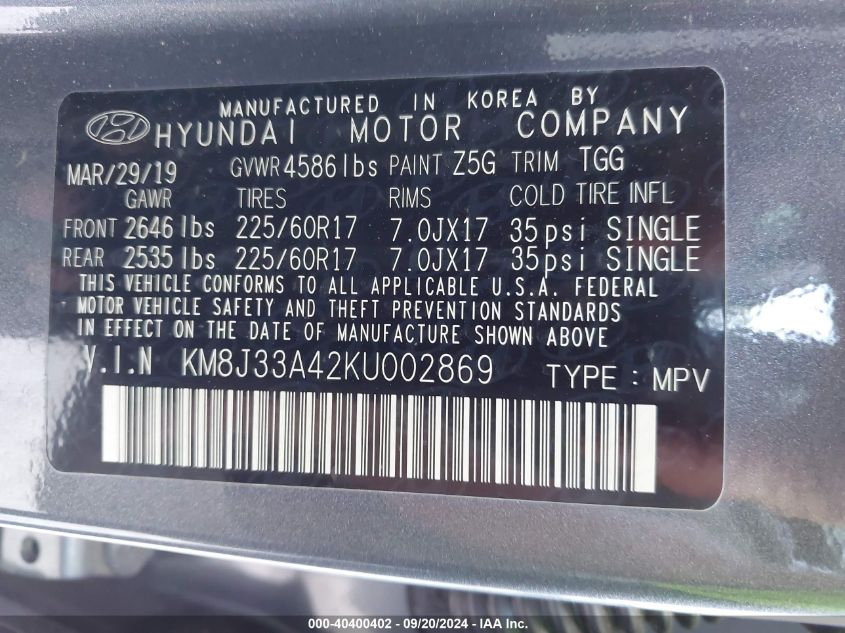 MANUFACTURED IN KOREA BY
HYUNDAI MOTOR COMPANY
MAR/29/19 GVWR 4586 lbs PAINT Z5G TRIM TGG
GAWR TIRES RIMS COLD TIRE INFL
FRONT 2646 lbs 225/60R17 7.0JX17 35psi SINGLE
REAR 2535 lbs 225/60R17 7.0JX17 35psi SINGLE
THIS VEHICLE CONFORMS TO ALL APPLICABLE U.S.A. FEDERAL
MOTOR VEHICLE SAFETY AND THEFT PREVENTION STANDARDS
IN EFFECT ON THE DATE OF MANUFACTURE SHOWN ABOVE
V.I.N KM8J33A42KU002869 TYPE : MPV
000-40400402 - 09/20/2024 - IAA Inc.